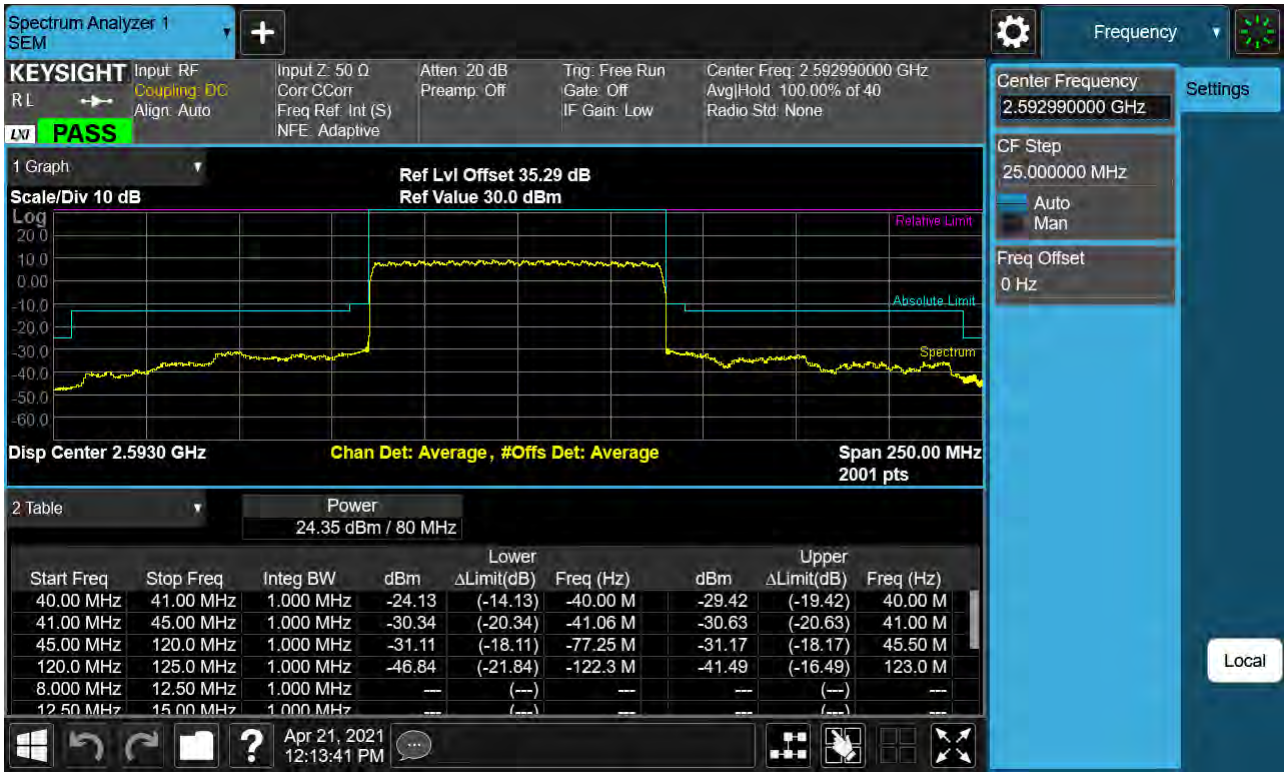 Spectrum Analyzer 1
SEM
+
Frequency
KEYSIGHT
RL
LXI
PASS
Input: RF
Coupling: DC
Align: Auto
Input Z: 50 Ω
Corr CCorr
Freq Ref: Int (S)
NFE: Adaptive
Atten: 20 dB
Preamp: Off
Trig: Free Run
Gate: Off
IF Gain: Low
Center Freq: 2.592990000 GHz
Avg|Hold: 100.00% of 40
Radio Std: None
Center Frequency
2.592990000 GHz
Settings
CF Step
25.000000 MHz
Auto
Man
Freq Offset
0 Hz
Local
1 Graph
Scale/Div 10 dB
Ref Lvl Offset 35.29 dB
Ref Value 30.0 dBm
Log
20.0
10.0
0.00
-10.0
-20.0
-30.0
-40.0
-50.0
-60.0
Relative Limit
Absolute Limit
Spectrum
Disp Center 2.5930 GHz
Chan Det: Average , #Offs Det: Average
Span 250.00 MHz
2001 pts
2 Table
Power
24.35 dBm / 80 MHz
Lower Upper
Start Freq Stop Freq Integ BW dBm ΔLimit(dB) Freq (Hz) dBm ΔLimit(dB) Freq (Hz)
40.00 MHz 41.00 MHz 1.000 MHz -24.13 (-14.13) -40.00 M -29.42 (-19.42) 40.00 M
41.00 MHz 45.00 MHz 1.000 MHz -30.34 (-20.34) -41.06 M -30.63 (-20.63) 41.00 M
45.00 MHz 120.0 MHz 1.000 MHz -31.11 (-18.11) -77.25 M -31.17 (-18.17) 45.50 M
120.0 MHz 125.0 MHz 1.000 MHz -46.84 (-21.84) -122.3 M -41.49 (-16.49) 123.0 M
8.000 MHz 12.50 MHz 1.000 MHz --- (---) --- --- (---) ---
12.50 MHz 15.00 MHz 1.000 MHz --- (---) --- --- (---) ---
?
Apr 21, 2021
12:13:41 PM